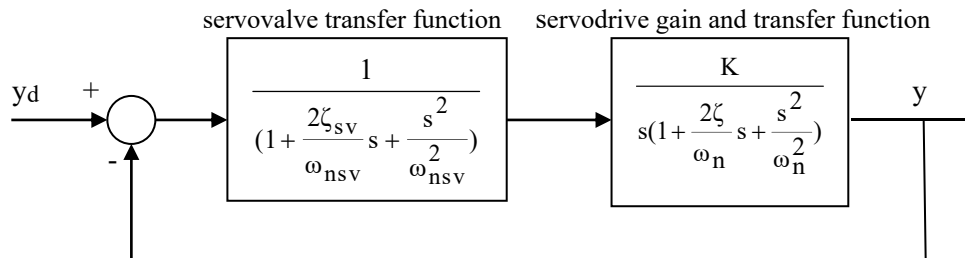 servovalve transfer function
servodrive gain and transfer function
1
(1 + 2ζsv/ωnsv s + s²/ω²nsv)
K
s(1 + 2ζ/ωn s + s²/ω²n)
yd
+
-
y